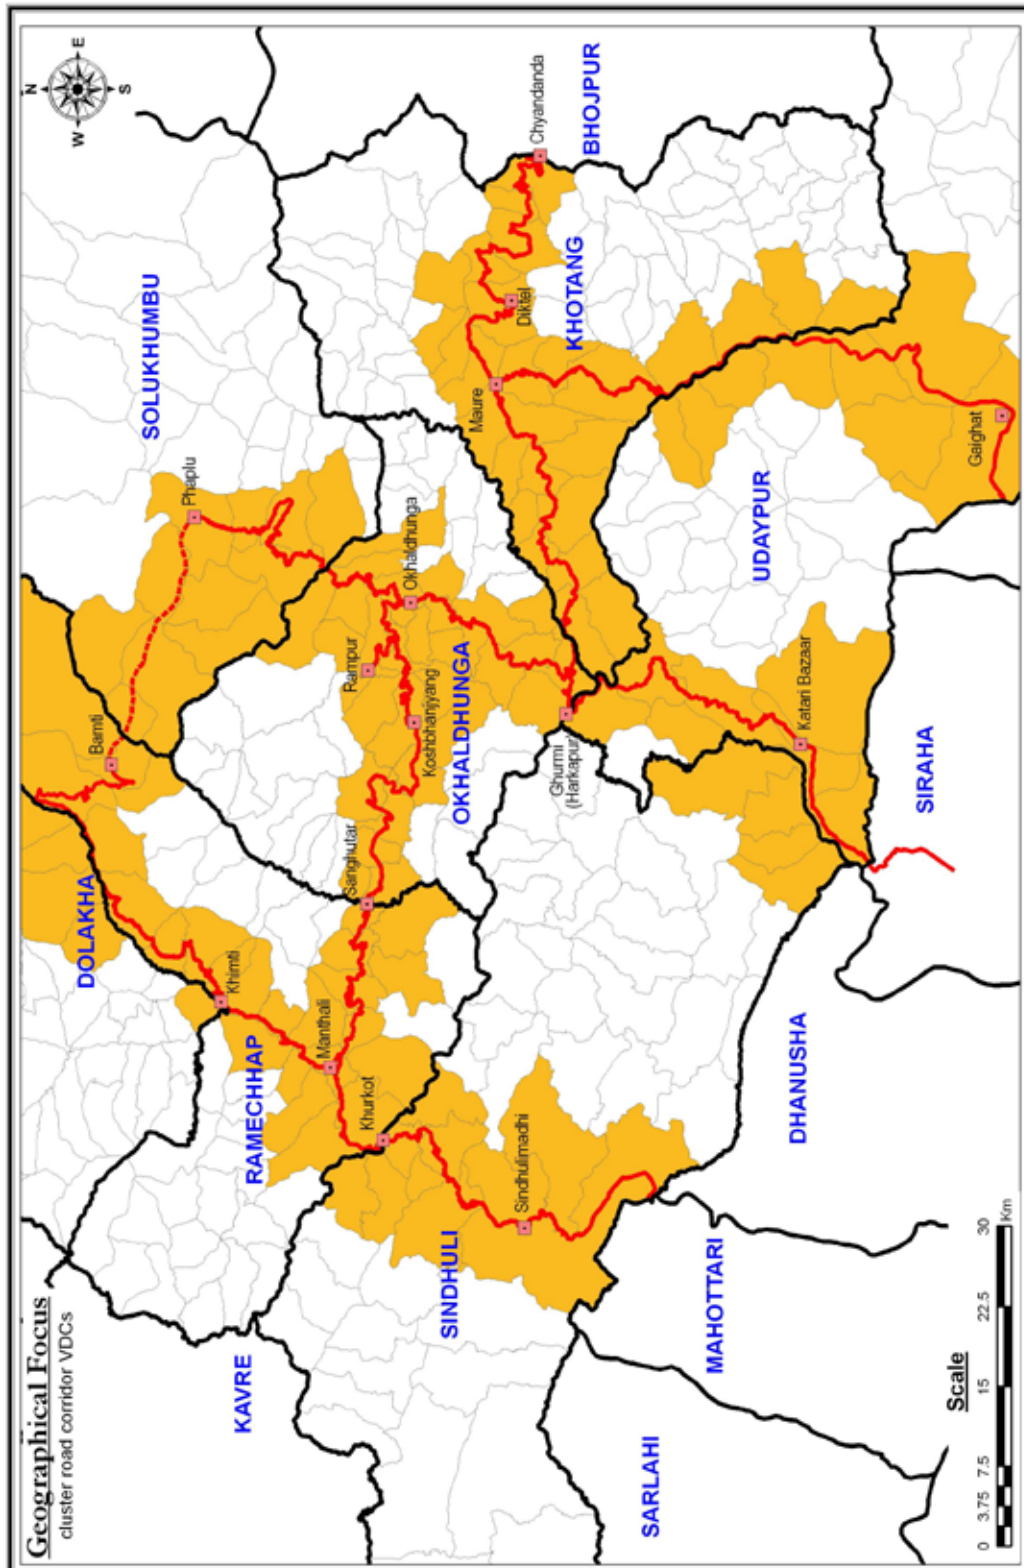 Geographical Focus
cluster road corridor VDCs
N
W E
S
DOLAKHA
Bamti
SOLUKHUMBU
Phaplu
KAVRE
RAMECHHAP
Khimti
Manthali
Sanghutar
Rampur
Khurkot
Okhaldhunga
Koshbhanjyang
SINDHULI
OKHALDHUNGA
Maure
Sindhulimadhi
Diktel
Chyandanda
Ghurmi
(Harkapur)
KHOTANG
BHOJPUR
SARLAHI
MAHOTTARI
DHANUSHA
UDAYPUR
Katari Bazaar
SIRAHA
Gaighat
Scale
0 3.75 7.5 15 22.5 30
Km